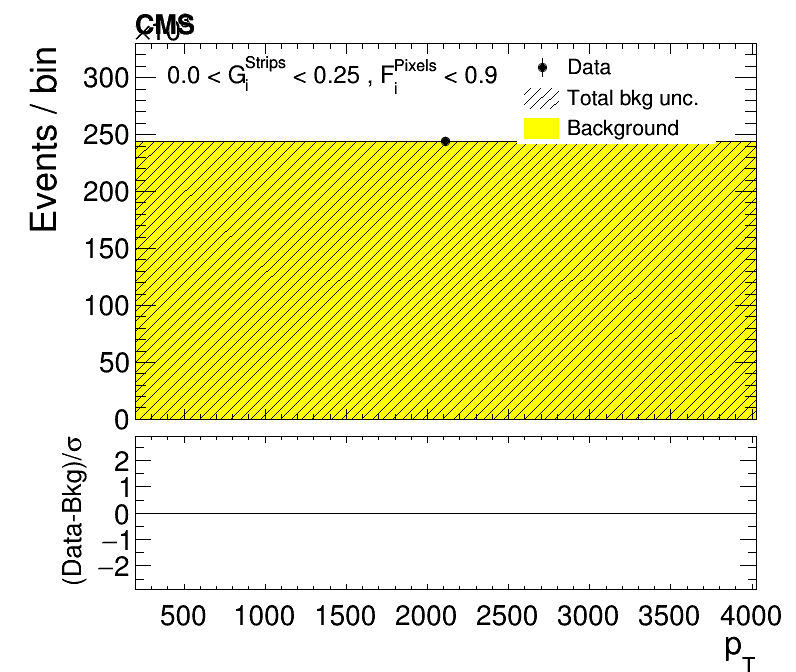 CMS
×10
0.0 < G_i^Strips < 0.25 , F_i^Pixels < 0.9
Data
Total bkg unc.
Background
Events / bin
300
250
200
150
100
50
0
(Data-Bkg)/σ
2
1
0
−1
−2
500 1000 1500 2000 2500 3000 3500 4000
p_T